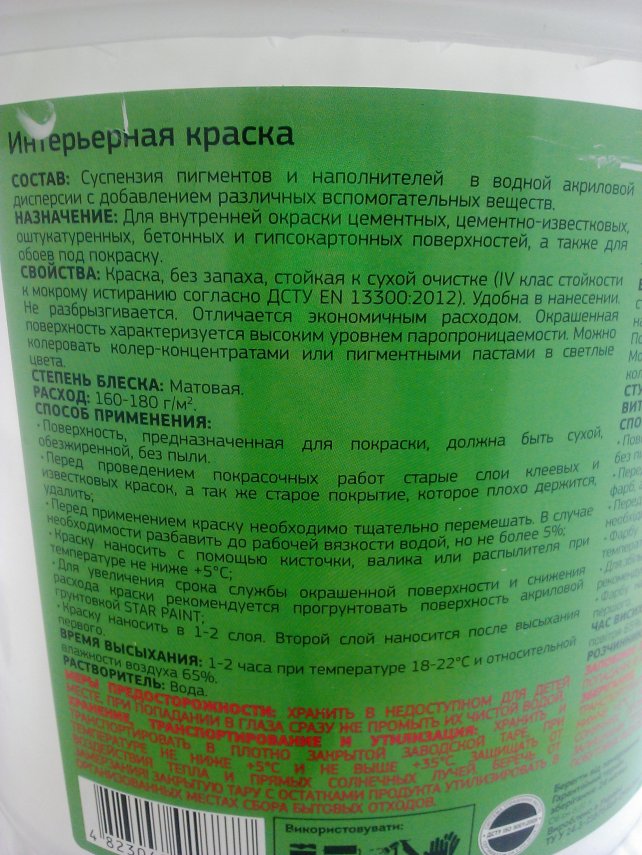 Интерьерная краска
СОСТАВ: Суспензия пигментов и наполнителей в водной акриловой
дисперсии с добавлением различных вспомогательных веществ.
НАЗНАЧЕНИЕ: Для внутренней окраски цементных, цементно-известковых,
оштукатуренных, бетонных и гипсокартонных поверхностей, а также для
обоев под покраску.
СВОЙСТВА: Краска, без запаха, стойкая к сухой очистке (IV клас стойкости
к мокрому истиранию согласно ДСТУ EN 13300:2012). Удобна в нанесении.
Не разбрызгивается. Отличается экономичным расходом. Окрашенная
поверхность характеризуется высоким уровнем паропроницаемости. Можно
колеровать колер-концентратами или пигментными пастами в светлые
цвета.
СТЕПЕНЬ БЛЕСКА: Матовая.
РАСХОД: 160-180 г/м².
СПОСОБ ПРИМЕНЕНИЯ:
· Поверхность, предназначенная для покраски, должна быть сухой,
обезжиренной, без пыли.
· Перед проведением покрасочных работ старые слои клеевых и
известковых красок, а так же старое покрытие, которое плохо держится,
удалить;
· Перед применением краску необходимо тщательно перемешать. В случае
необходимости разбавить до рабочей вязкости водой, но не более 5%;
· Краску наносить с помощью кисточки, валика или распылителя при
температуре не ниже +5°С;
· Для увеличения срока службы окрашенной поверхности и снижения
расхода краски рекомендуется прогрунтовать поверхность акриловой
грунтовкой STAR PAINT;
· Краску наносить в 1-2 слоя. Второй слой наносится после высыхания
первого.
ВРЕМЯ ВЫСЫХАНИЯ: 1-2 часа при температуре 18-22°С и относительной
влажности воздуха 65%.
РАСТВОРИТЕЛЬ: Вода.
МЕРЫ ПРЕДОСТОРОЖНОСТИ: ХРАНИТЬ В НЕДОСТУПНОМ ДЛЯ ДЕТЕЙ
МЕСТЕ, ПРИ ПОПАДАНИИ В ГЛАЗА СРАЗУ ЖЕ ПРОМЫТЬ ИХ ЧИСТОЙ ВОДОЙ.
ХРАНЕНИЕ, ТРАНСПОРТИРОВАНИЕ И УТИЛИЗАЦИЯ: ХРАНИТЬ И
ТРАНСПОРТИРОВАТЬ В ПЛОТНО ЗАКРЫТОЙ ЗАВОДСКОЙ ТАРЕ, ПРИ
ТЕМПЕРАТУРЕ НЕ НИЖЕ +5°С И НЕ ВЫШЕ +35°С ЗАЩИЩАТЬ ОТ
ВОЗДЕЙСТВИЯ ТЕПЛА И ПРЯМЫХ СОЛНЕЧНЫХ ЛУЧЕЙ. БЕРЕЧЬ ОТ
ЗАМЕРЗАНИЯ! ЗАКРЫТУЮ ТАРУ С ОСТАТКАМИ ПРОДУКТА УТИЛИЗИРОВАТЬ В
ОРГАНИЗОВАННЫХ МЕСТАХ СБОРА БЫТОВЫХ ОТХОДОВ.
Використовувати: